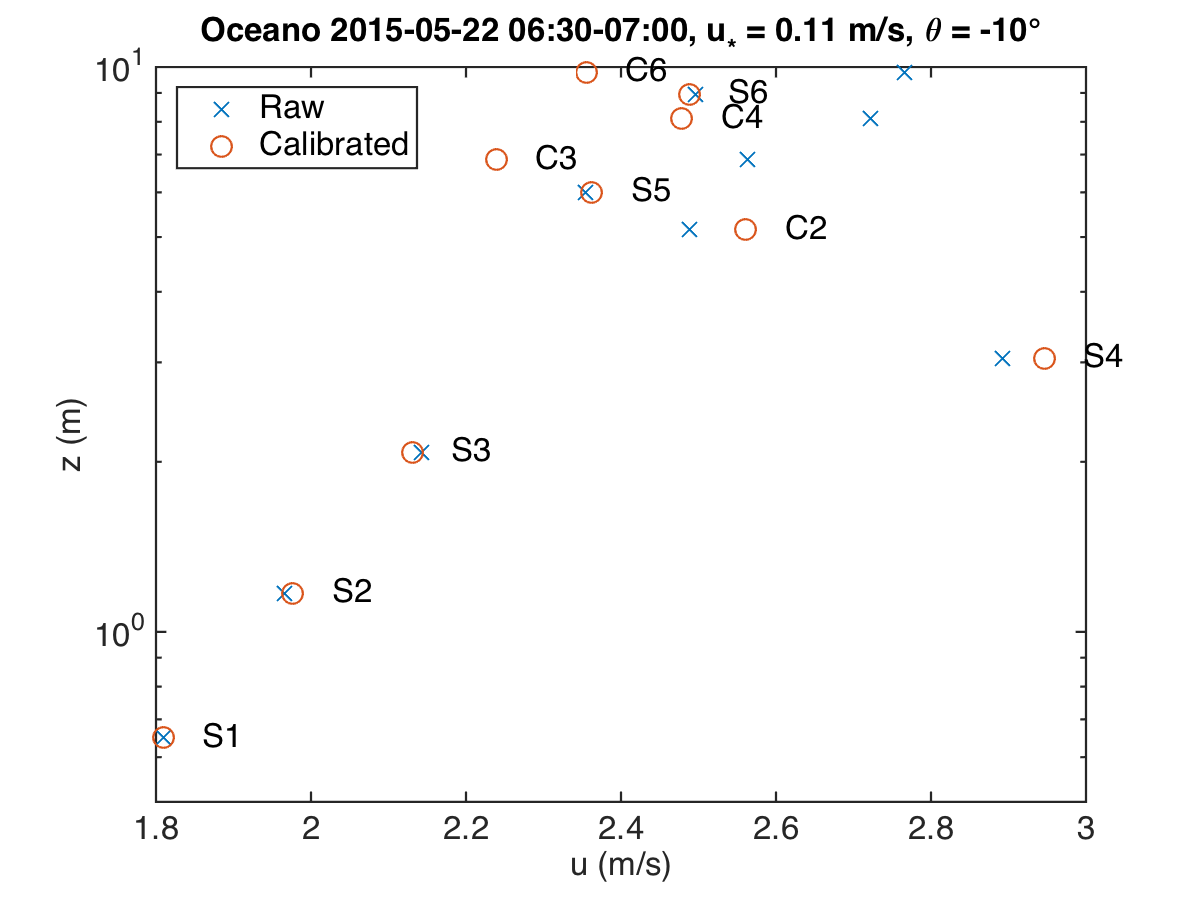 Oceano 2015-05-22 06:30-07:00, u* = 0.11 m/s, θ = -10°
10¹
C6
S6
Raw
C4
Calibrated
C3
S5
C2
S4
z (m)
S3
S2
10⁰
S1
1.8 2 2.2 2.4 2.6 2.8 3
u (m/s)